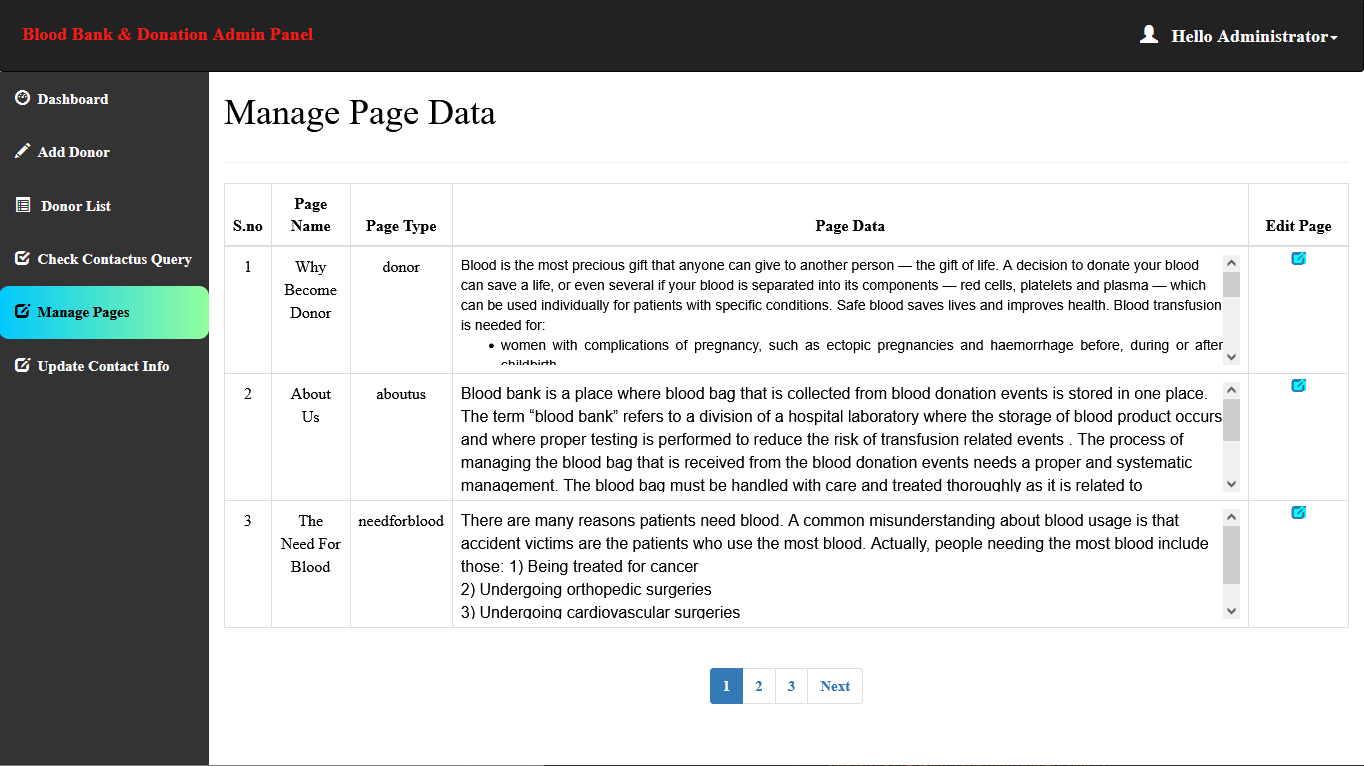 Blood Bank & Donation Admin Panel
Hello Administrator
Dashboard
Add Donor
Donor List
Check Contactus Query
Manage Pages
Update Contact Info
Manage Page Data
S.no
Page
Name
Page Type
Page Data
Edit Page
1
Why
Become
Donor
donor
Blood is the most precious gift that anyone can give to another person — the gift of life. A decision to donate your blood
can save a life, or even several if your blood is separated into its components — red cells, platelets and plasma — which
can be used individually for patients with specific conditions. Safe blood saves lives and improves health. Blood transfusion
is needed for:
• women with complications of pregnancy, such as ectopic pregnancies and haemorrhage before, during or after
childbirth
2
About
Us
aboutus
Blood bank is a place where blood bag that is collected from blood donation events is stored in one place.
The term “blood bank” refers to a division of a hospital laboratory where the storage of blood product occurs
and where proper testing is performed to reduce the risk of transfusion related events . The process of
managing the blood bag that is received from the blood donation events needs a proper and systematic
management. The blood bag must be handled with care and treated thoroughly as it is related to
3
The
Need For
Blood
needforblood
There are many reasons patients need blood. A common misunderstanding about blood usage is that
accident victims are the patients who use the most blood. Actually, people needing the most blood include
those: 1) Being treated for cancer
2) Undergoing orthopedic surgeries
3) Undergoing cardiovascular surgeries
1
2
3
Next